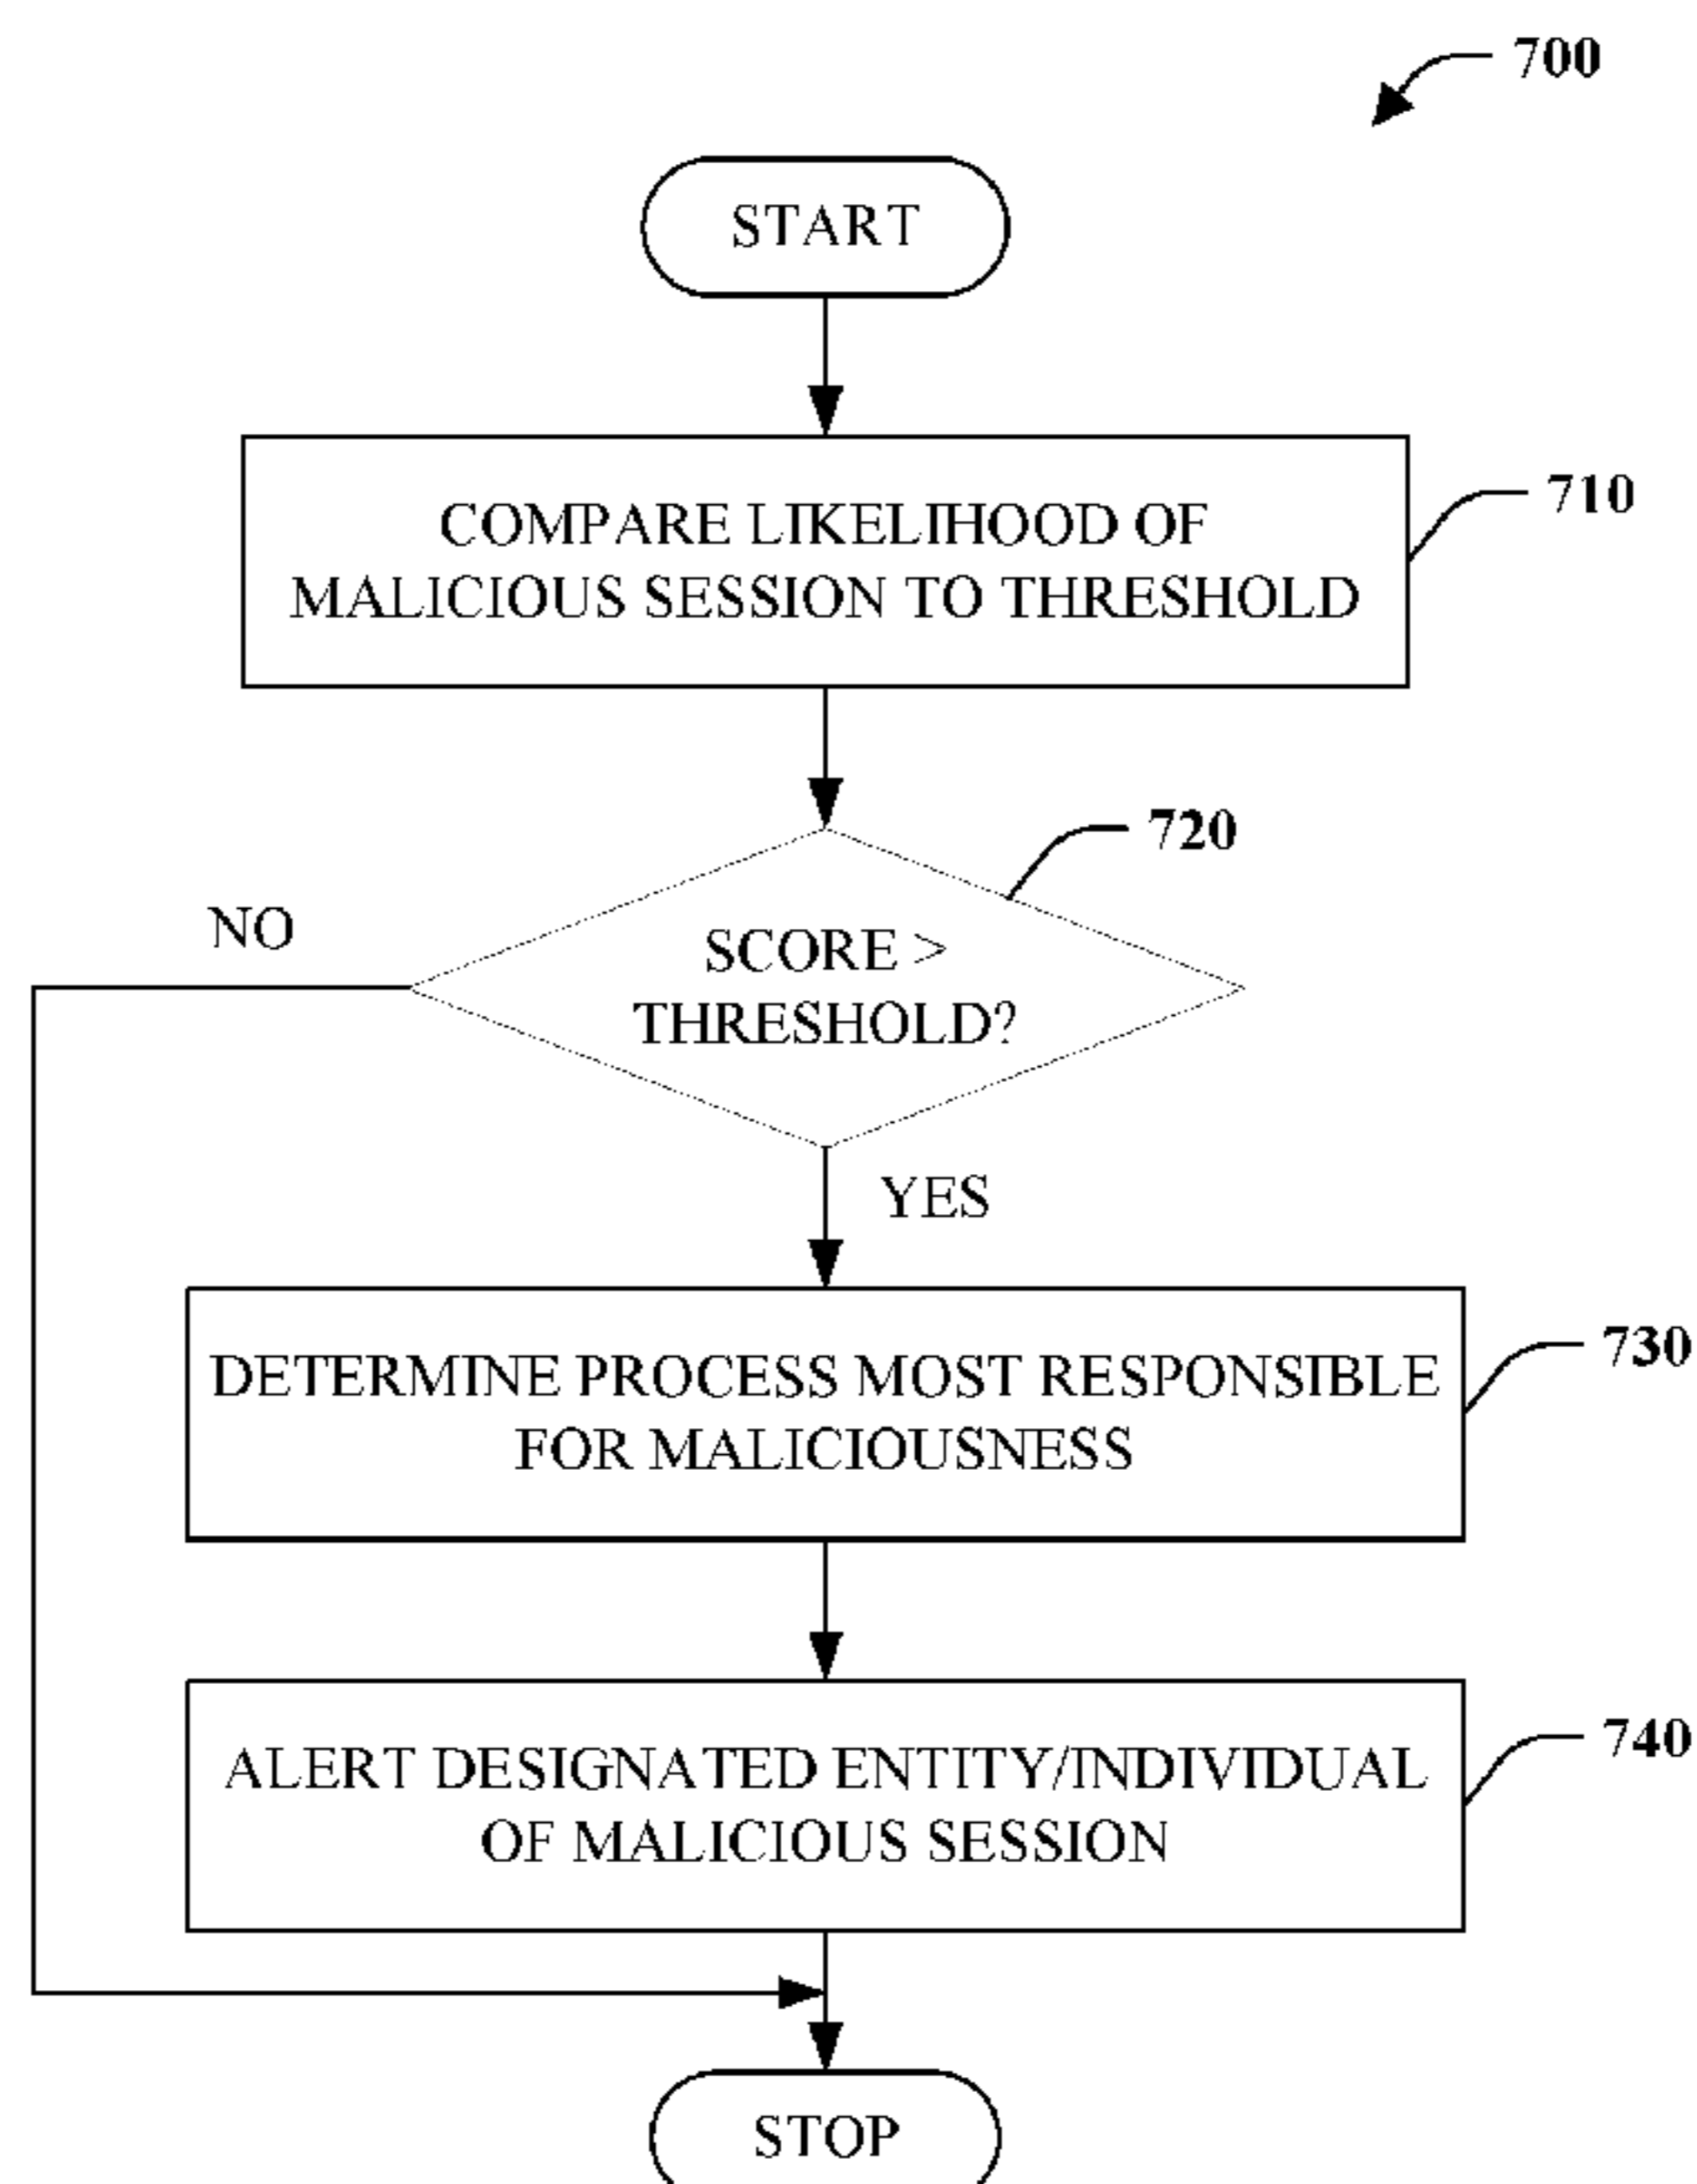 700
START
COMPARE LIKELIHOOD OF
MALICIOUS SESSION TO THRESHOLD
710
720
NO
SCORE >
THRESHOLD?
YES
DETERMINE PROCESS MOST RESPONSIBLE
FOR MALICIOUSNESS
730
ALERT DESIGNATED ENTITY/INDIVIDUAL
OF MALICIOUS SESSION
740
STOP